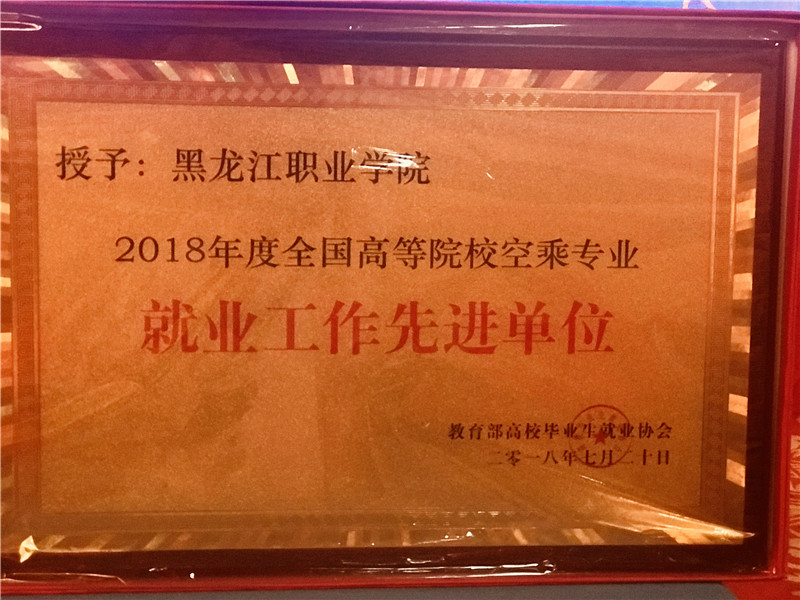 授予：黑龙江职业学院
2018年度全国高等院校空乘专业
就业工作先进单位
教育部高校毕业生就业协会
二零一八年七月二十日